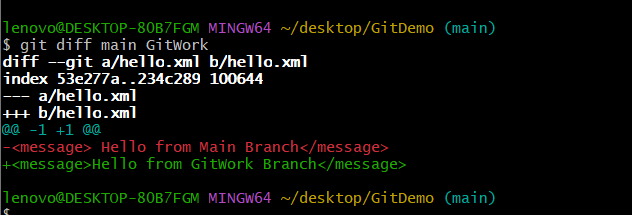 lenovo@DESKTOP-80B7FGM MINGW64 ~/desktop/GitDemo (main)
$ git diff main GitWork
diff --git a/hello.xml b/hello.xml
index 53e277a..234c289 100644
--- a/hello.xml
+++ b/hello.xml
@@ -1 +1 @@
-<message> Hello from Main Branch</message>
+<message>Hello from GitWork Branch</message>
lenovo@DESKTOP-80B7FGM MINGW64 ~/desktop/GitDemo (main)
$